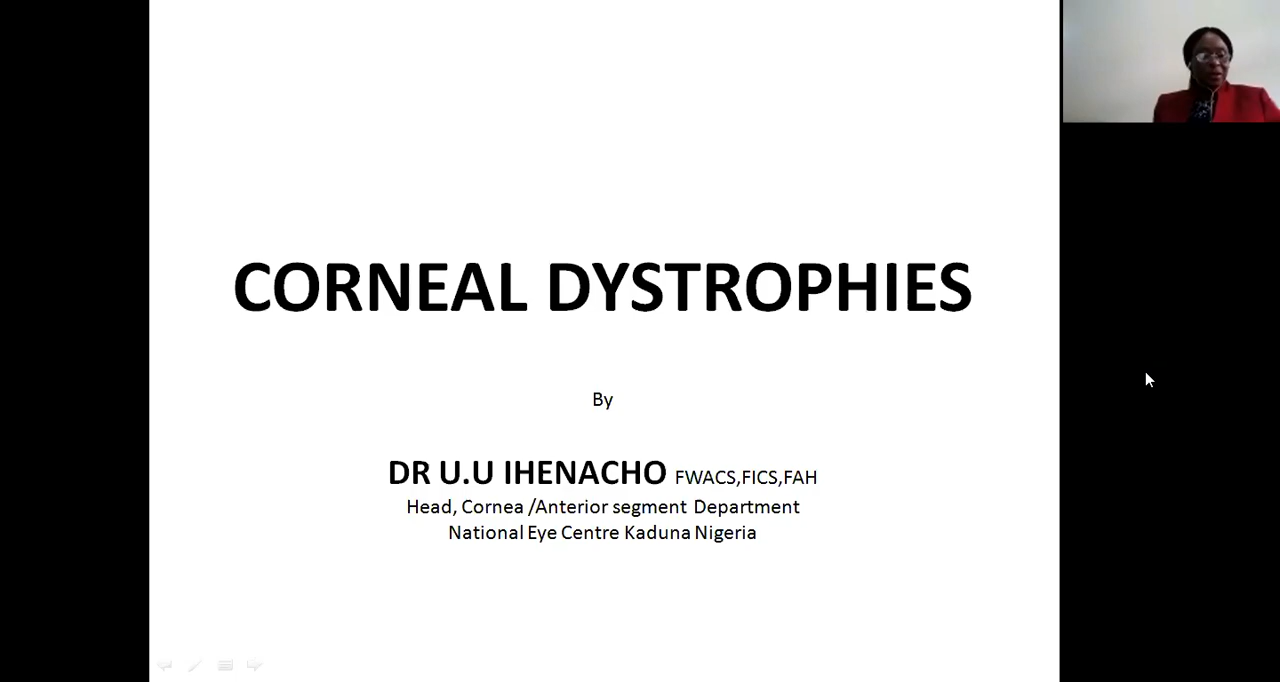 CORNEAL DYSTROPHIES
By
DR U.U IHENACHO FWACS,FICS,FAH
Head, Cornea /Anterior segment Department
National Eye Centre Kaduna Nigeria